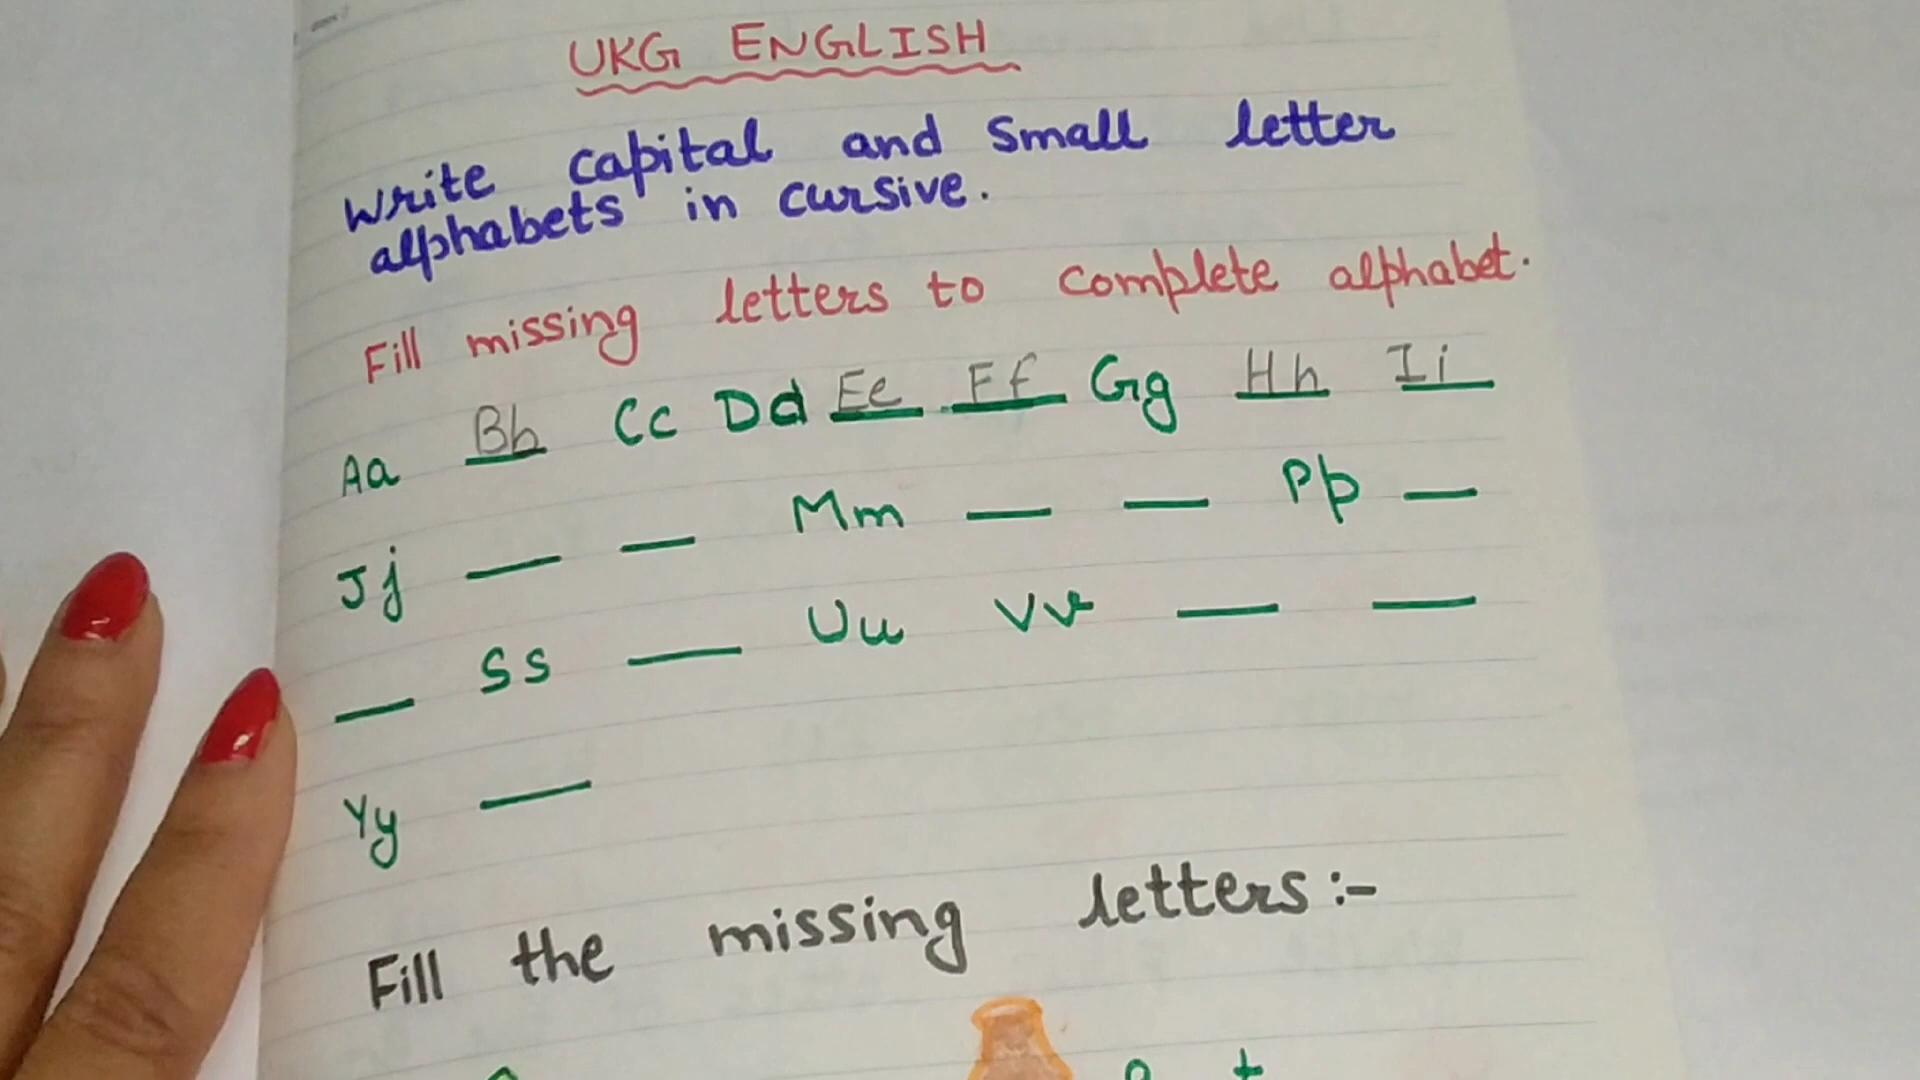 UKG ENGLISH
Write capital and small letter
alphabets in cursive.
Fill missing letters to complete alphabet.
Aa Bb Cc Dd Ee Ff Gg Hh Ii
Jj __ __ Mm __ __ Pp __
__ Ss __ Uu Vv __ __
Yy __
Fill the missing letters:-